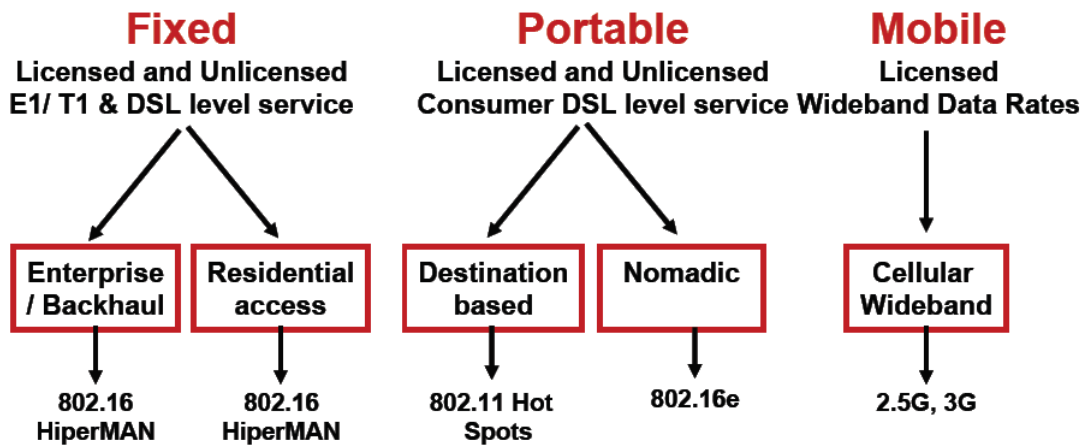 Fixed
Licensed and Unlicensed
E1/ T1 & DSL level service
Enterprise
/ Backhaul
802.16
HiperMAN
Residential
access
802.16
HiperMAN
Portable
Licensed and Unlicensed
Consumer DSL level service
Destination
based
802.11 Hot
Spots
Nomadic
802.16e
Mobile
Licensed
Wideband Data Rates
Cellular
Wideband
2.5G, 3G